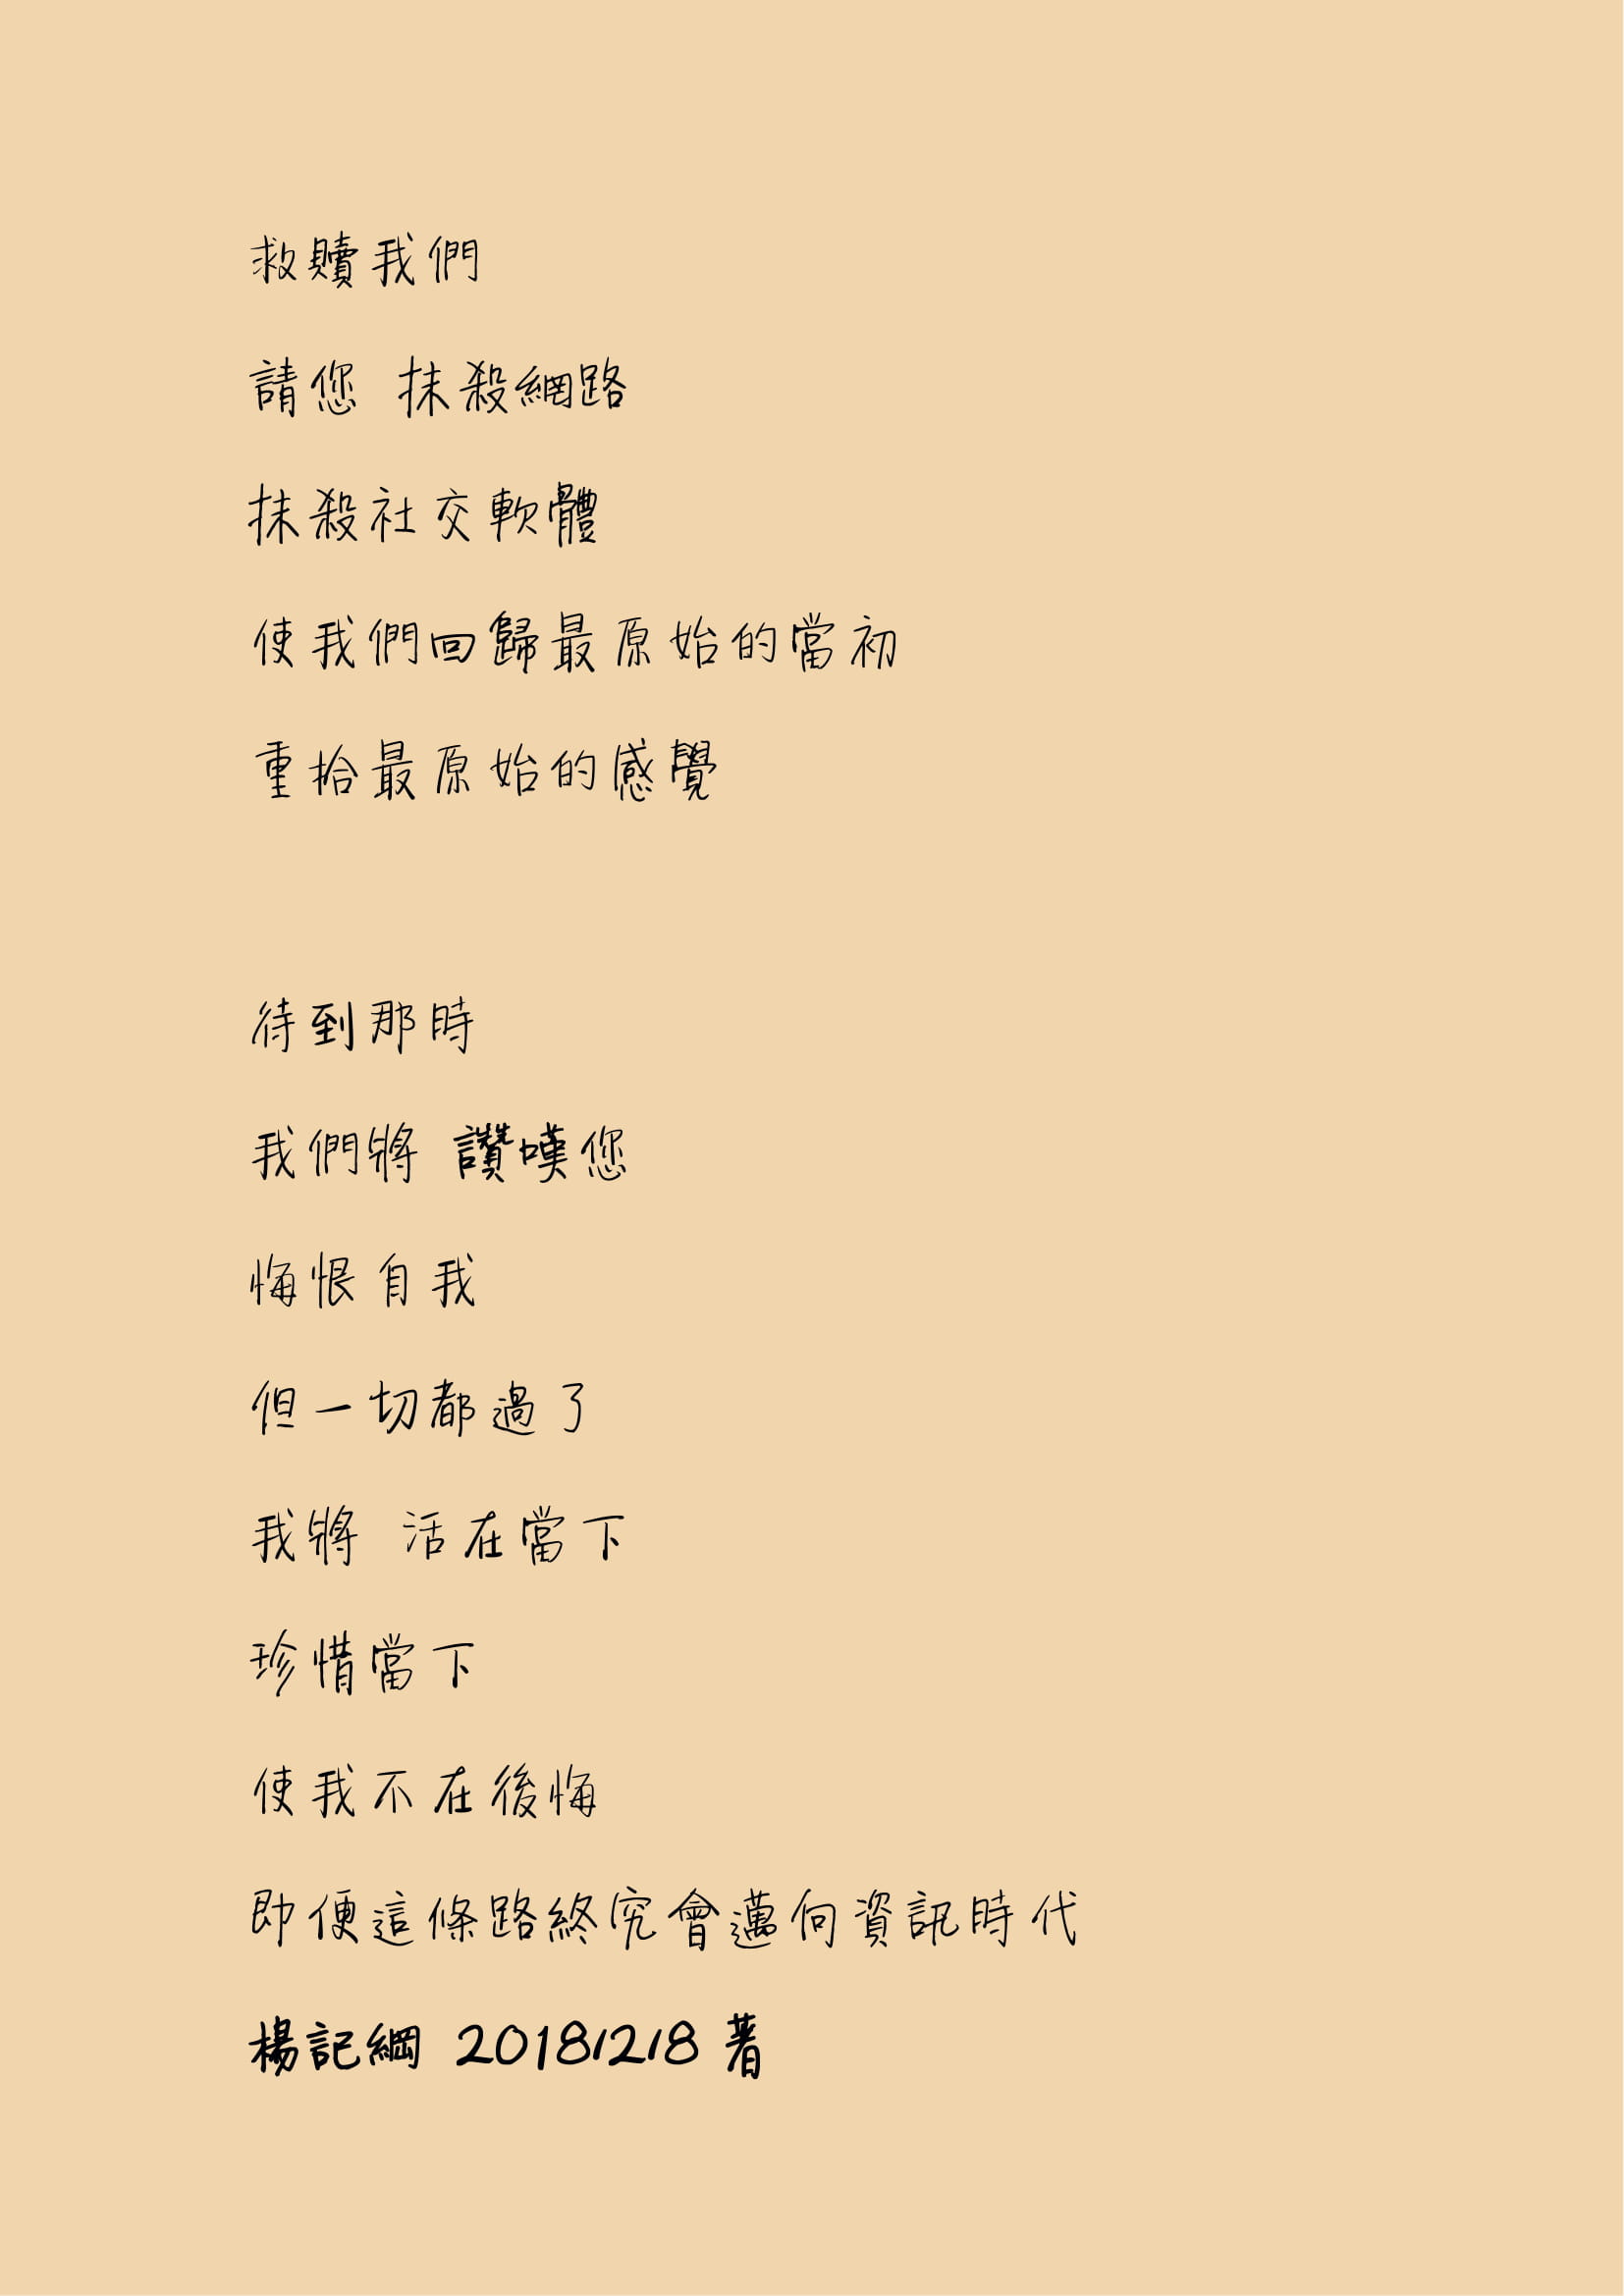 救贖我們
請您 抹殺網路
抹殺社交軟體
使我們回歸最原始的當初
重拾最原始的感覺
待到那時
我們將 讚嘆您
悔恨自我
但一切都過了
我將 活在當下
珍惜當下
使我不在後悔
即便這條路終究會邁向資訊時代
楊記綱 20181218 著